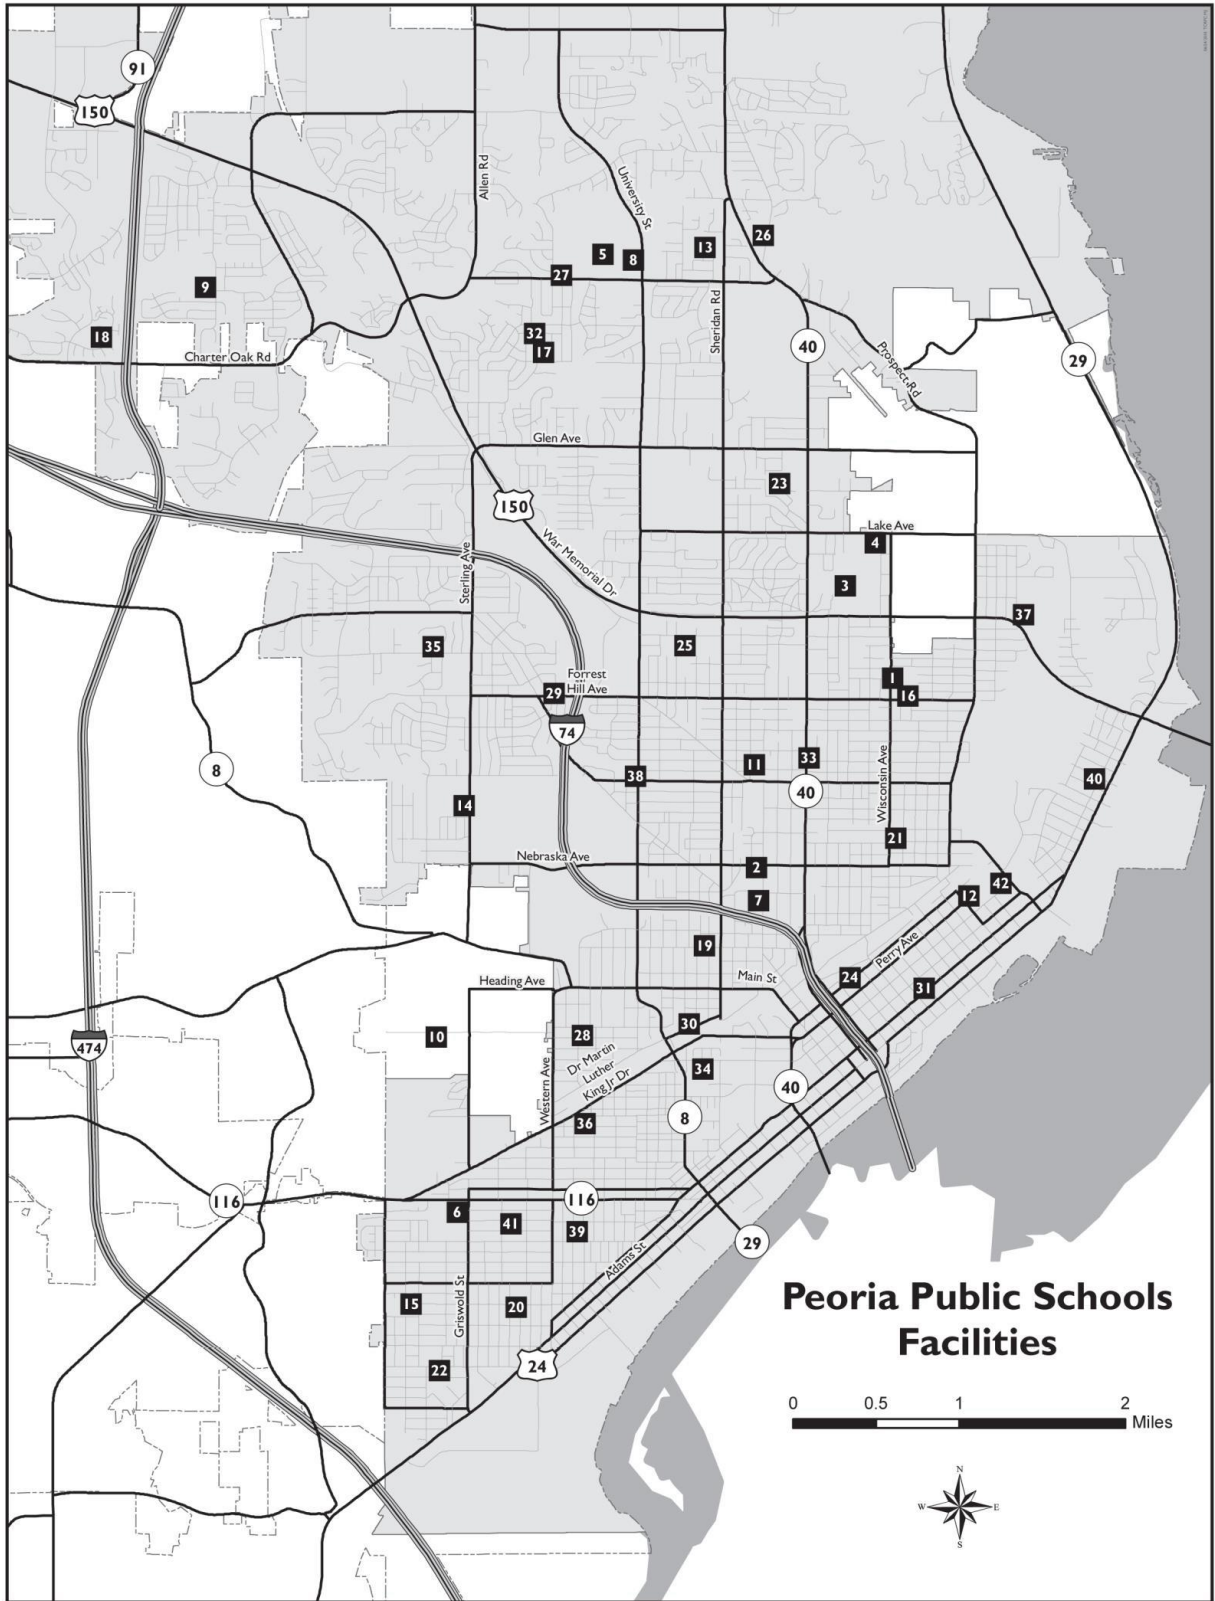 91
150
Allen Rd
University St
26
13
5
8
27
9
Sheridan Rd
18
32
17
40
29
Charter Oak Rd
Prospect Rd
Glen Ave
23
150
Lake Ave
4
War Memorial Dr
Sterling Ave
3
37
35
25
Forrest
Hill Ave
29
1
16
74
8
11
33
38
40
40
Wisconsin Ave
14
21
Nebraska Ave
2
42
12
7
19
Perry Ave
Main St
24
Heading Ave
31
30
10
28
474
Dr Martin
Luther
King Jr Dr
34
Western Ave
40
8
36
116
116
6
41
39
29
Adams St
15
20
Griswold St
24
22
Peoria Public Schools
Facilities
0 0.5 1 2
Miles
N
W E
S